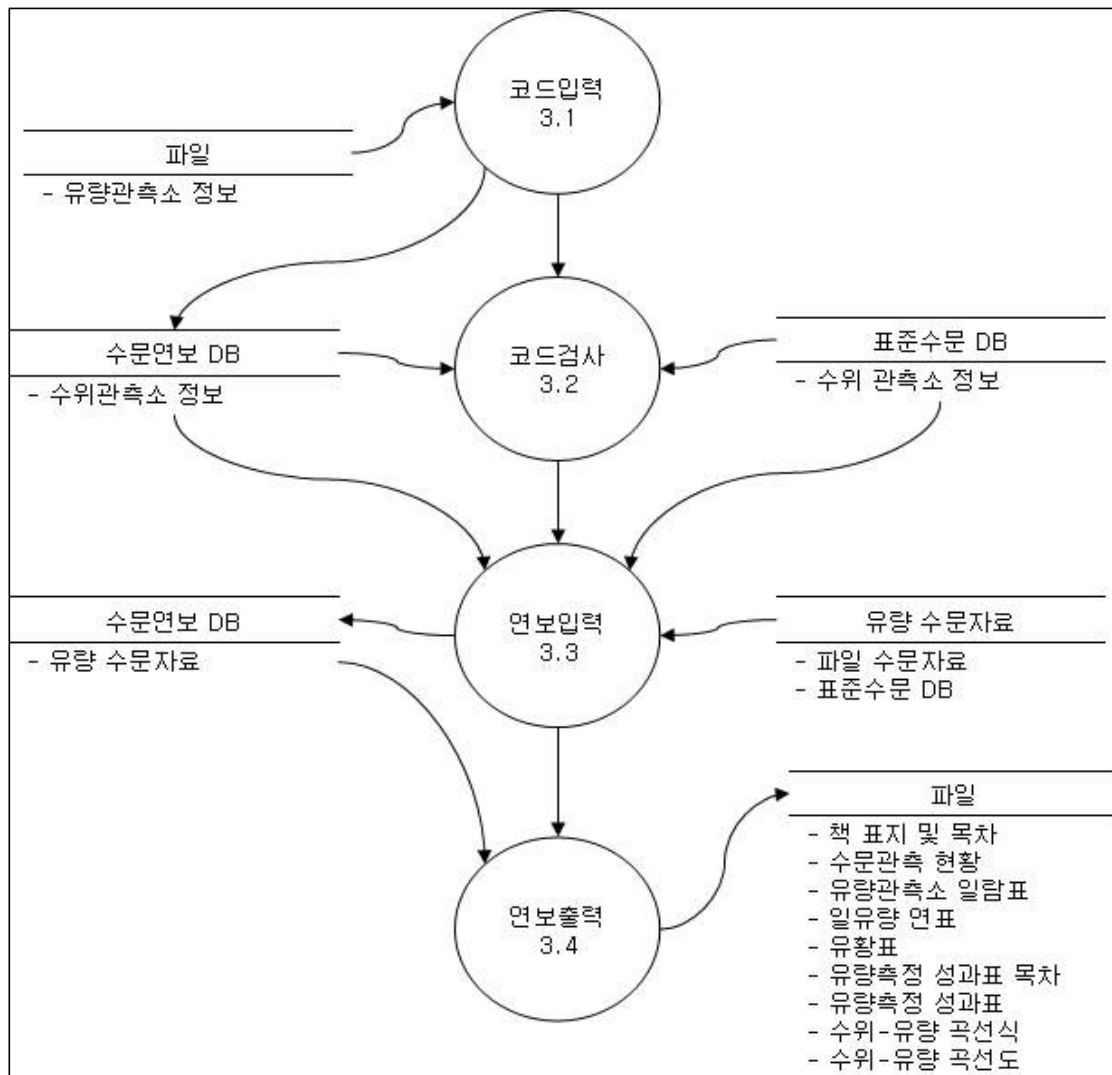 코드입력
3.1
파일
- 유량관측소 정보
수문연보 DB
- 수위관측소 정보
코드검사
3.2
표준수문 DB
- 수위 관측소 정보
수문연보 DB
- 유량 수문자료
연보입력
3.3
유량 수문자료
- 파일 수문자료
- 표준수문 DB
연보출력
3.4
파일
- 책 표지 및 목차
- 수문관측 현황
- 유량관측소 일람표
- 일유량 연표
- 유황표
- 유량측정 성과표 목차
- 유량측정 성과표
- 수위-유량 곡선식
- 수위-유량 곡선도